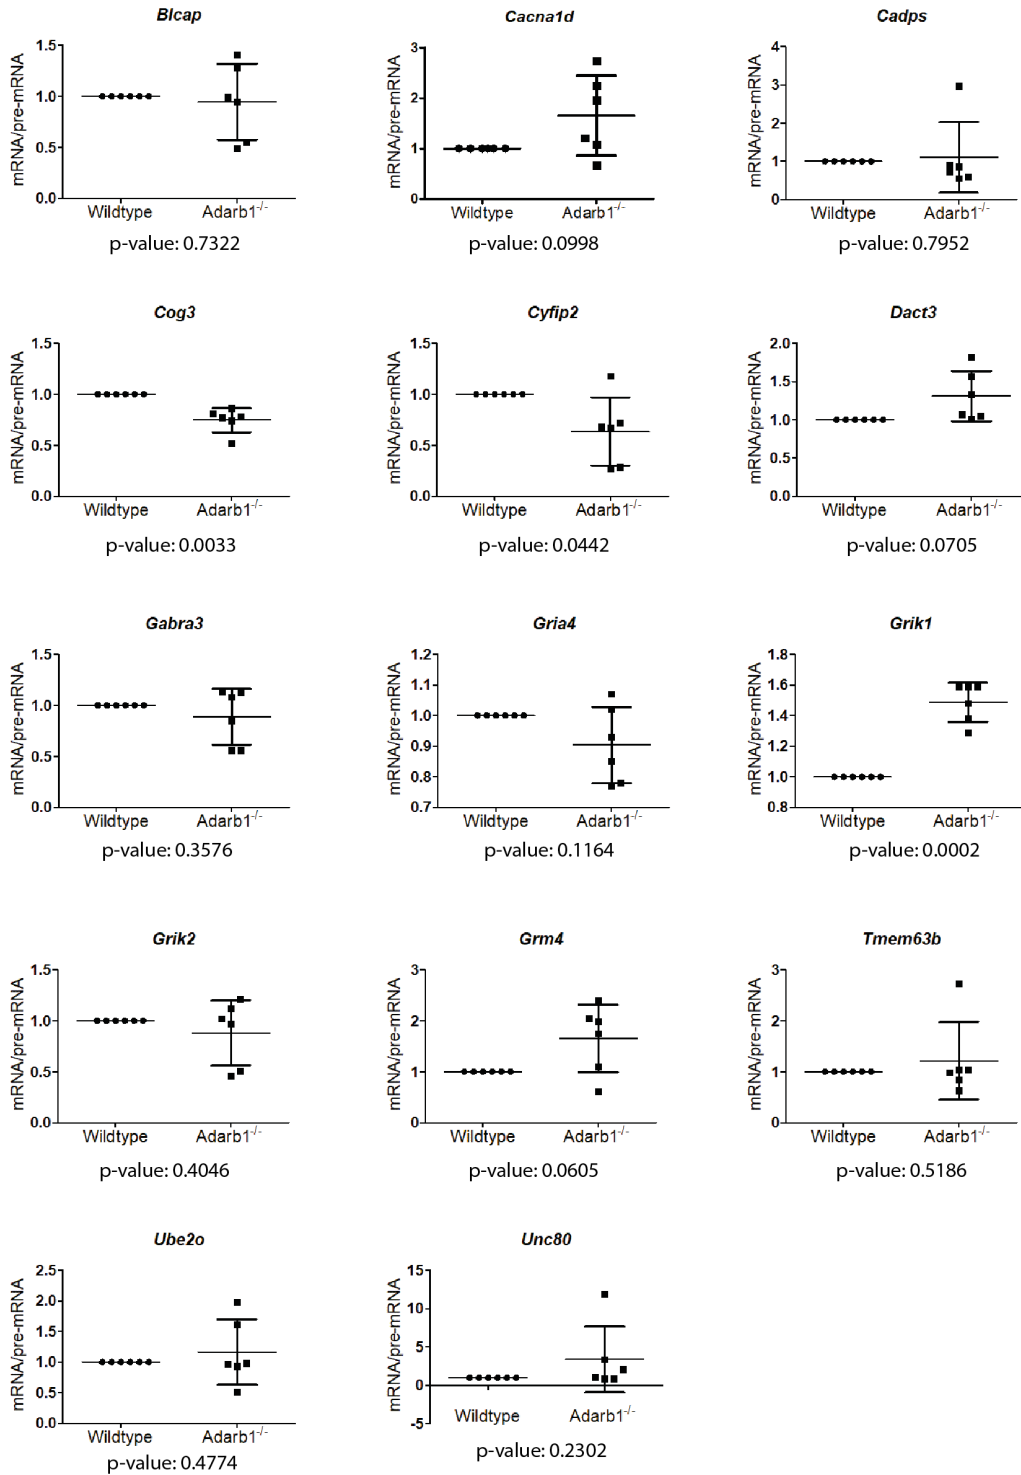 Blcap
mRNA/pre-mRNA
1.5
1.0
0.5
0.0
Wildtype
Adarb1-/-
p-value: 0.7322
Cacna1d
mRNA/pre-mRNA
3
2
1
0
Wildtype
Adarb1-/-
p-value: 0.0998
Cadps
mRNA/pre-mRNA
4
3
2
1
0
Wildtype
Adarb1-/-
p-value: 0.7952
Cog3
mRNA/pre-mRNA
1.5
1.0
0.5
0.0
Wildtype
Adarb1-/-
p-value: 0.0033
Cyfip2
mRNA/pre-mRNA
1.5
1.0
0.5
0.0
Wildtype
Adarb1-/-
p-value: 0.0442
Dact3
mRNA/pre-mRNA
2.0
1.5
1.0
0.5
0.0
Wildtype
Adarb1-/-
p-value: 0.0705
Gabra3
mRNA/pre-mRNA
1.5
1.0
0.5
0.0
Wildtype
Adarb1-/-
p-value: 0.3576
Gria4
mRNA/pre-mRNA
1.2
1.1
1.0
0.9
0.8
0.7
Wildtype
Adarb1-/-
p-value: 0.1164
Grik1
mRNA/pre-mRNA
1.8
1.6
1.4
1.2
1.0
0.8
Wildtype
Adarb1-/-
p-value: 0.0002
Grik2
mRNA/pre-mRNA
1.5
1.0
0.5
0.0
Wildtype
Adarb1-/-
p-value: 0.4046
Grm4
mRNA/pre-mRNA
3
2
1
0
Wildtype
Adarb1-/-
p-value: 0.0605
Tmem63b
mRNA/pre-mRNA
3
2
1
0
Wildtype
Adarb1-/-
p-value: 0.5186
Ube2o
mRNA/pre-mRNA
2.5
2.0
1.5
1.0
0.5
0.0
Wildtype
Adarb1-/-
p-value: 0.4774
Unc80
mRNA/pre-mRNA
15
10
5
0
-5
Wildtype
Adarb1-/-
p-value: 0.2302